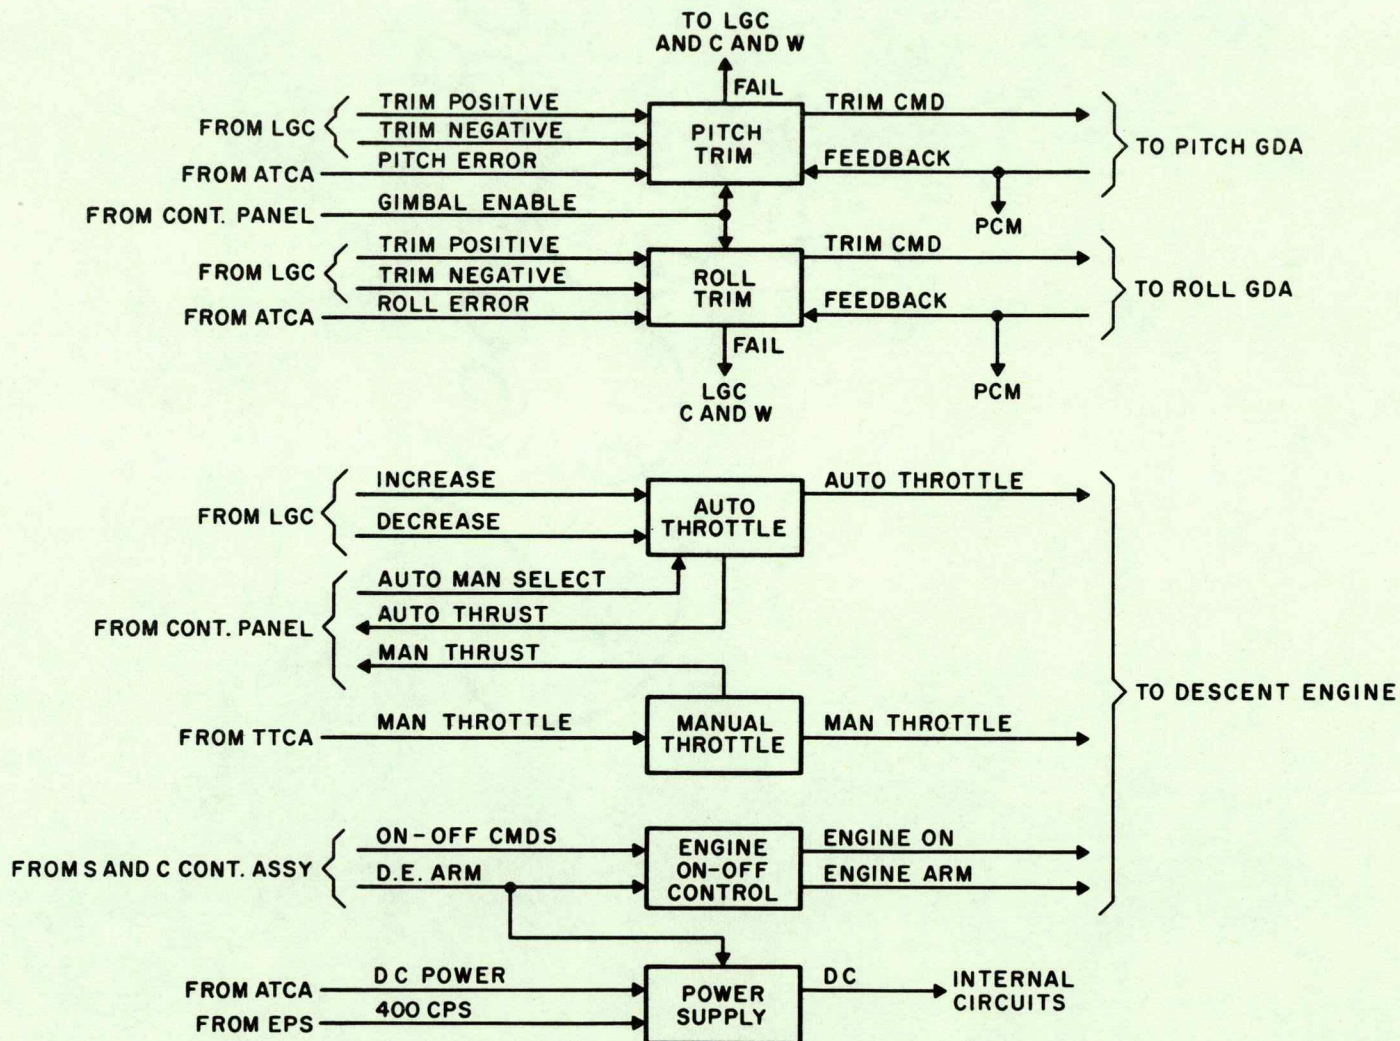 TO LGC
AND C AND W
FAIL
FROM LGC
TRIM POSITIVE
TRIM NEGATIVE
FROM ATCA
PITCH ERROR
FROM CONT. PANEL
GIMBAL ENABLE
PITCH
TRIM
TRIM CMD
FEEDBACK
PCM
TO PITCH GDA
FROM LGC
TRIM POSITIVE
TRIM NEGATIVE
FROM ATCA
ROLL ERROR
ROLL
TRIM
TRIM CMD
FEEDBACK
PCM
TO ROLL GDA
FAIL
LGC
C AND W
FROM LGC
INCREASE
DECREASE
AUTO
THROTTLE
AUTO THROTTLE
FROM CONT. PANEL
AUTO MAN SELECT
AUTO THRUST
MAN THRUST
FROM TTCA
MAN THROTTLE
MANUAL
THROTTLE
MAN THROTTLE
TO DESCENT ENGINE
FROM S AND C CONT. ASSY
ON-OFF CMDS
D.E. ARM
ENGINE
ON-OFF
CONTROL
ENGINE ON
ENGINE ARM
FROM ATCA
DC POWER
FROM EPS
400 CPS
POWER
SUPPLY
DC
INTERNAL
CIRCUITS